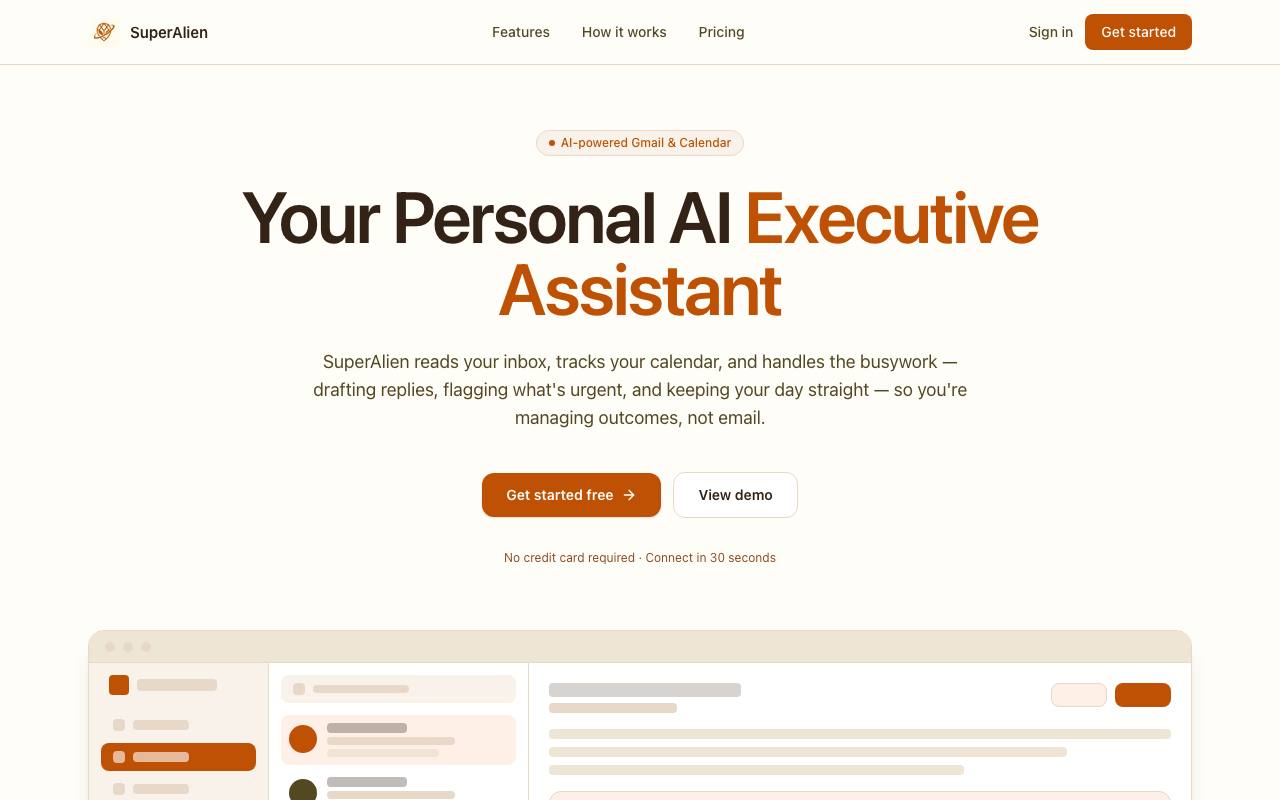 SuperAlien
Features
How it works
Pricing
Sign in
Get started
AI-powered Gmail & Calendar
Your Personal AI Executive
Assistant
SuperAlien reads your inbox, tracks your calendar, and handles the busywork —
drafting replies, flagging what's urgent, and keeping your day straight — so you're
managing outcomes, not email.
Get started free →
View demo
No credit card required · Connect in 30 seconds